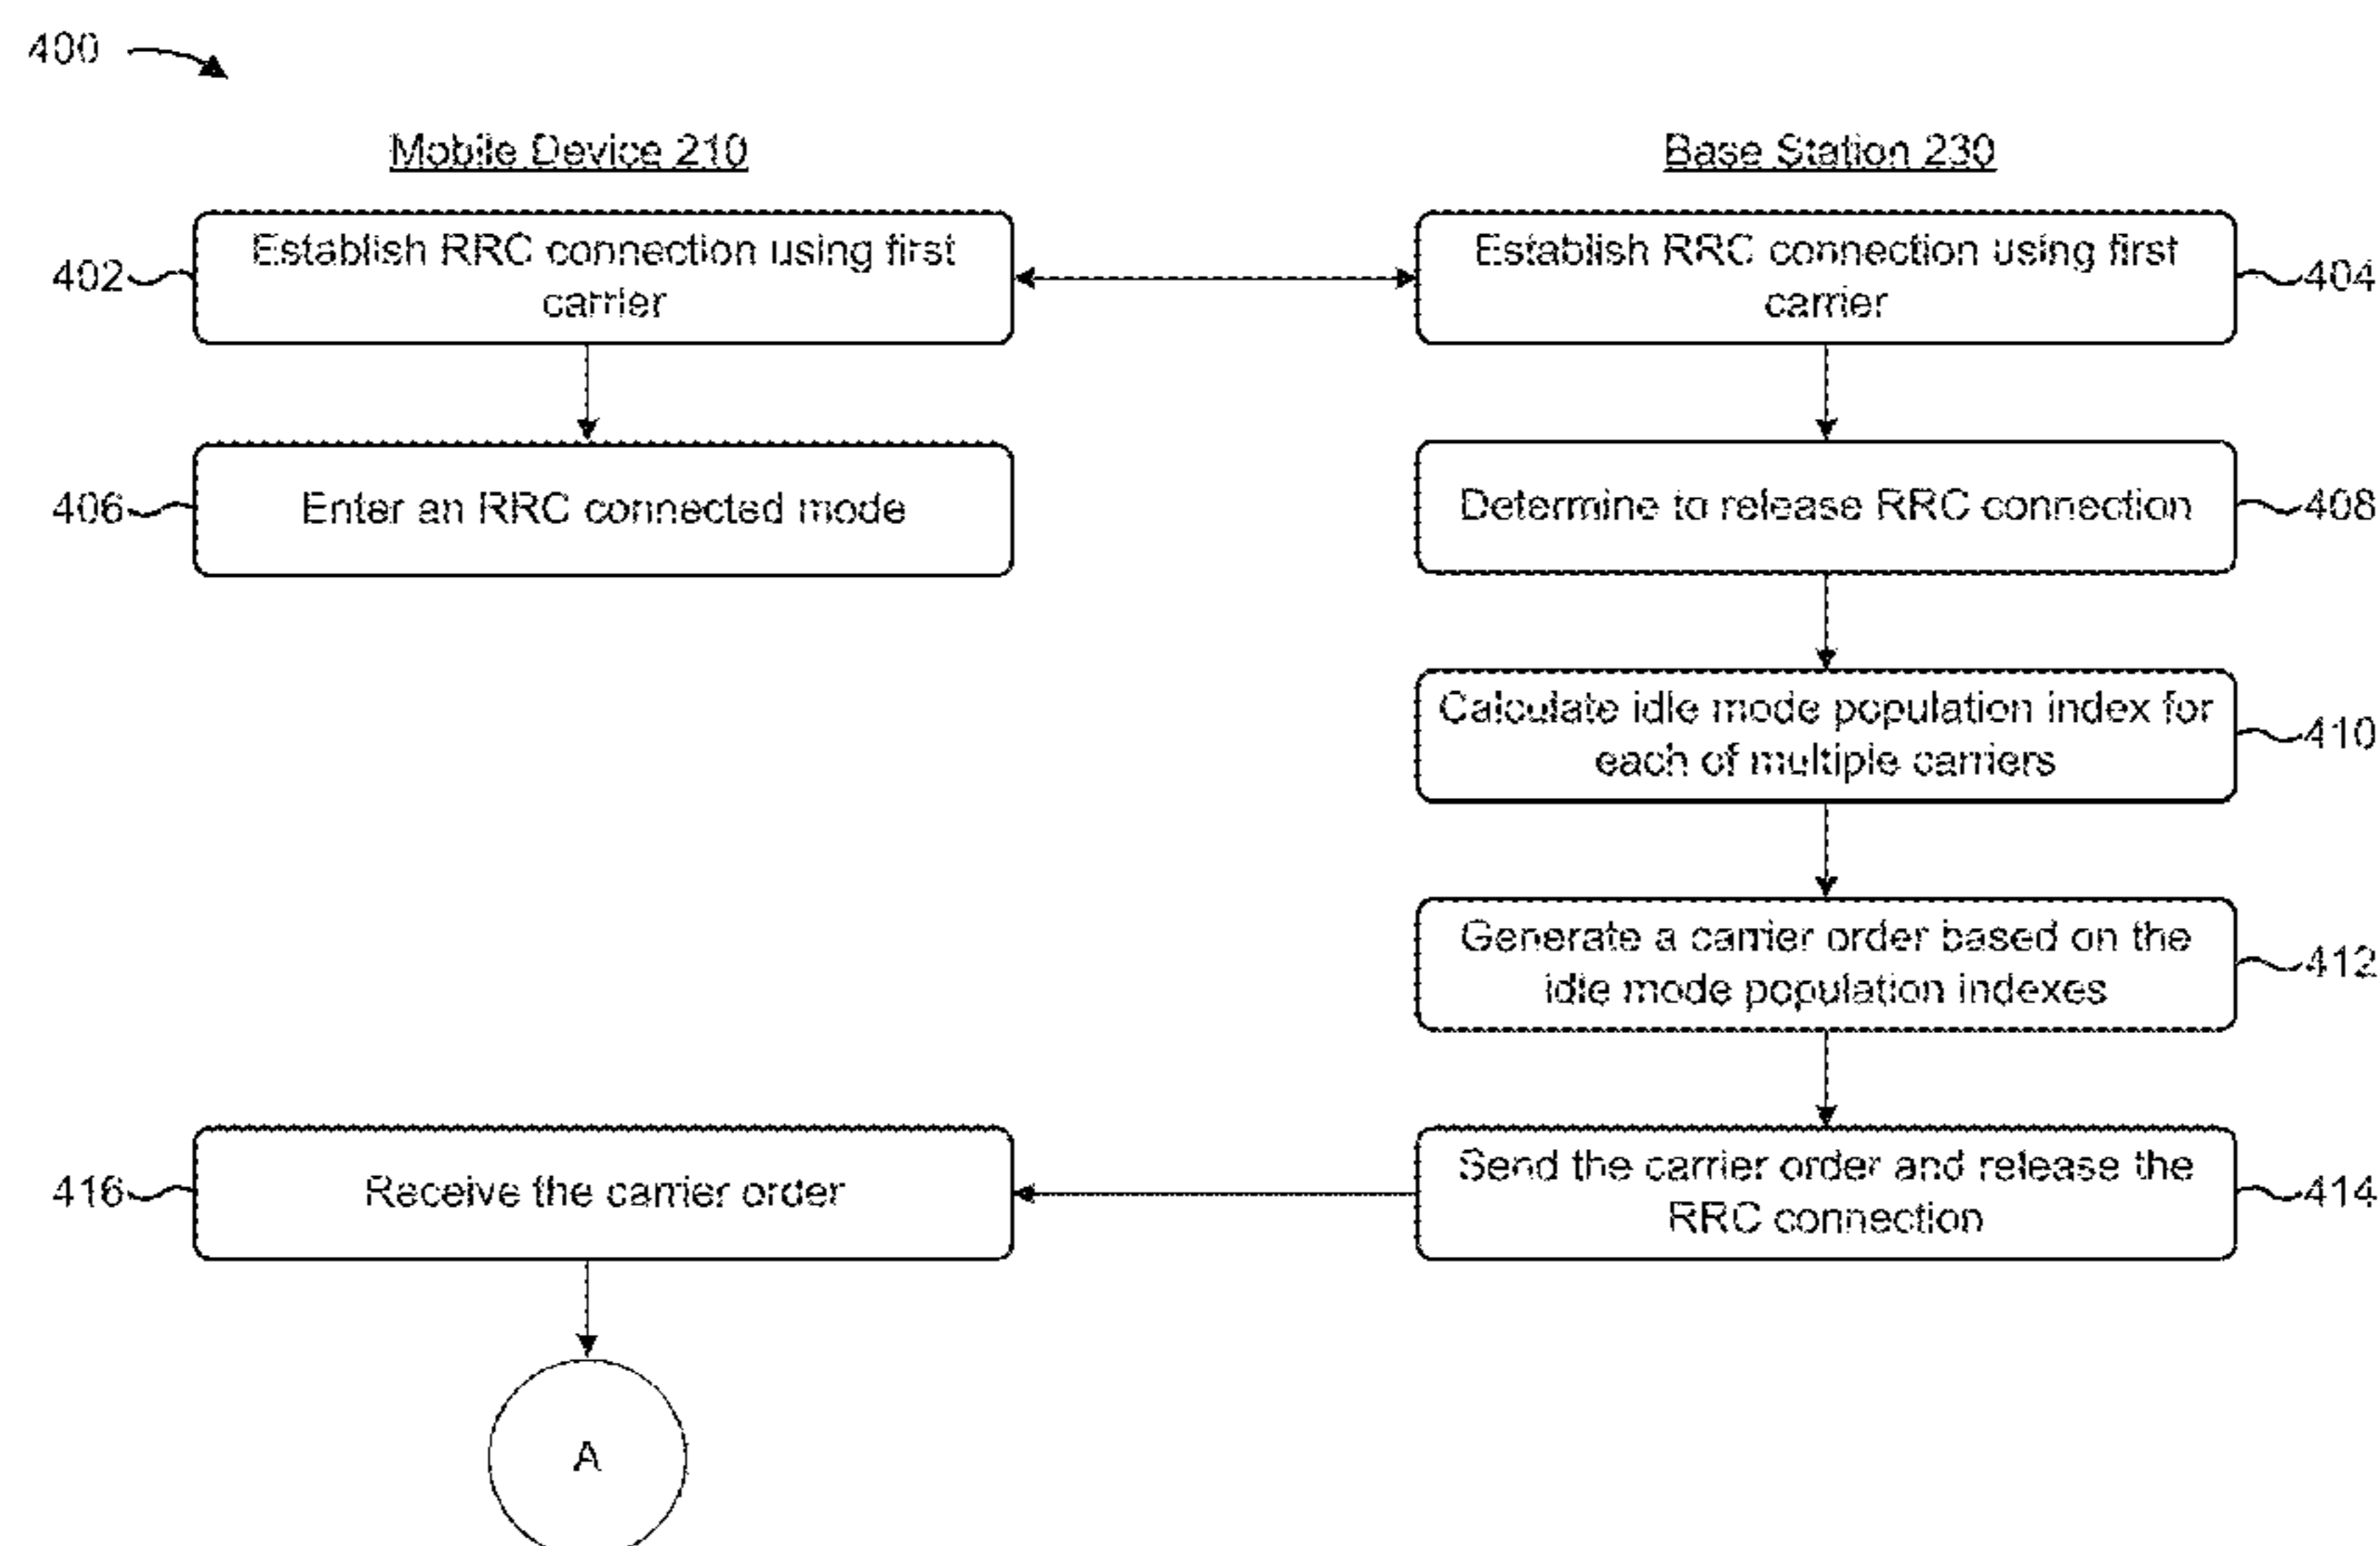 400
Mobile Device 210
Base Station 230
402
Establish RRC connection using first
carrier
Establish RRC connection using first
carrier
404
406
Enter an RRC connected mode
Determine to release RRC connection
408
Calculate idle mode population index for
each of multiple carriers
410
Generate a carrier order based on the
idle mode population indexes
412
416
Receive the carrier order
Send the carrier order and release the
RRC connection
414
A